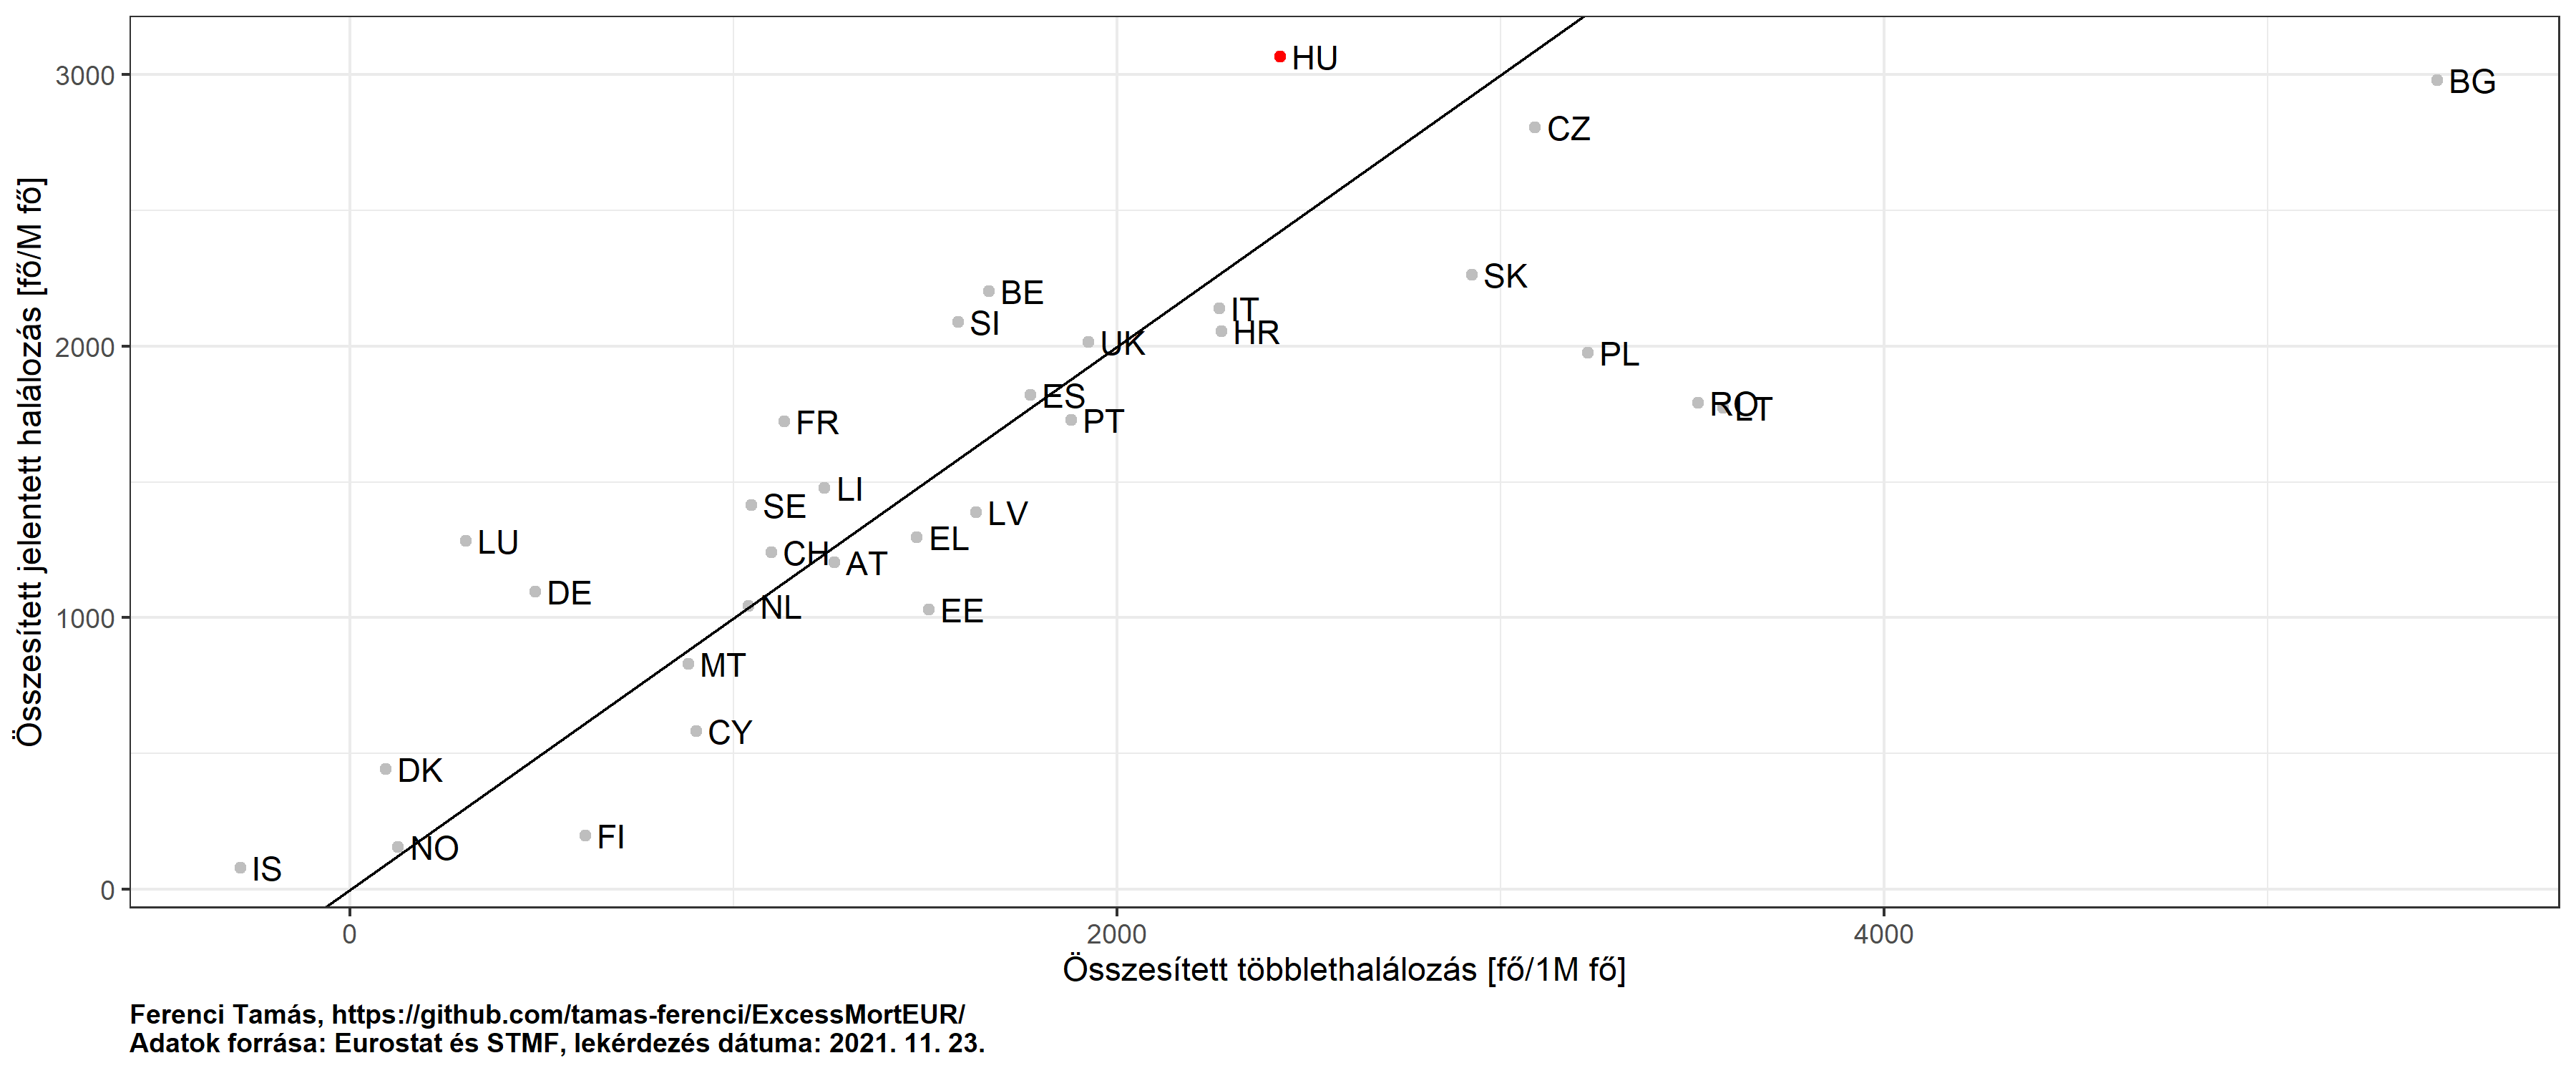 Összesített jelentett halálozás [fő/M fő]
3000
2000
1000
0
HU
BG
CZ
SK
BE
IT
SI
HR
UK
PL
ES
RO
LT
FR
PT
LI
SE
LV
LU
EL
CH
AT
DE
NL
EE
MT
CY
DK
FI
NO
IS
0
2000
4000
Összesített többlethalálozás [fő/1M fő]
Ferenci Tamás, https://github.com/tamas-ferenci/ExcessMortEUR/
Adatok forrása: Eurostat és STMF, lekérdezés dátuma: 2021. 11. 23.